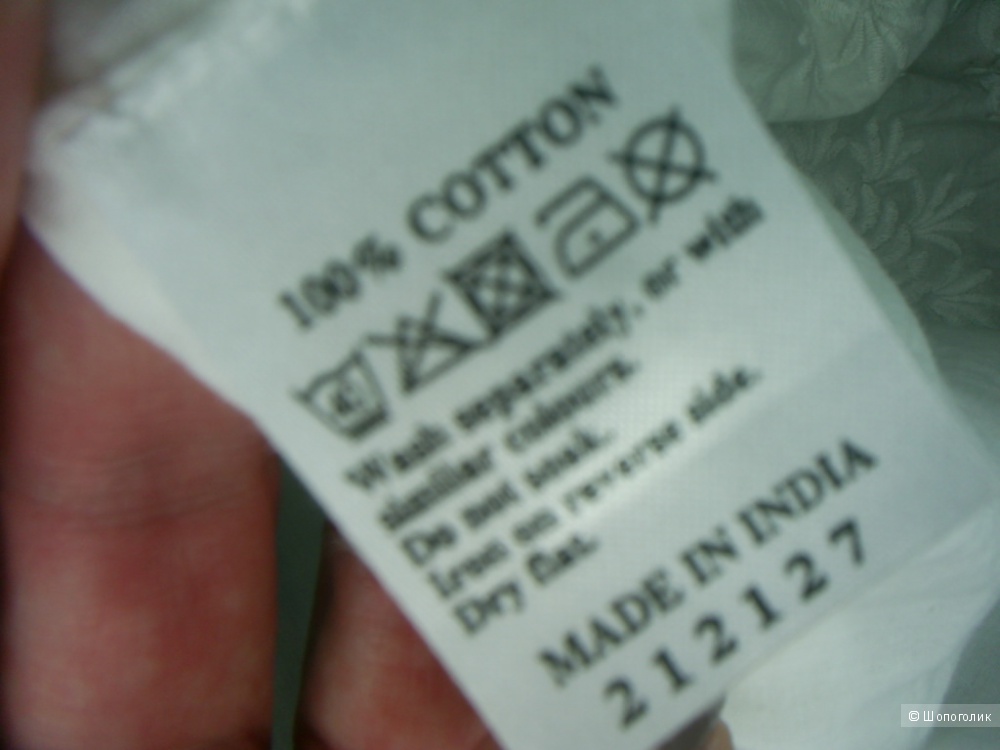 100% COTTON
Wash separately, or with
similar colours.
Do not soak.
Iron on reverse side.
Dry flat.
MADE IN INDIA
212127
© Шопоголик